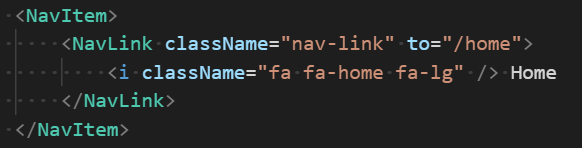 <NavItem>
<NavLink className="nav-link" to="/home">
<i className="fa fa-home fa-lg" /> Home
</NavLink>
</NavItem>